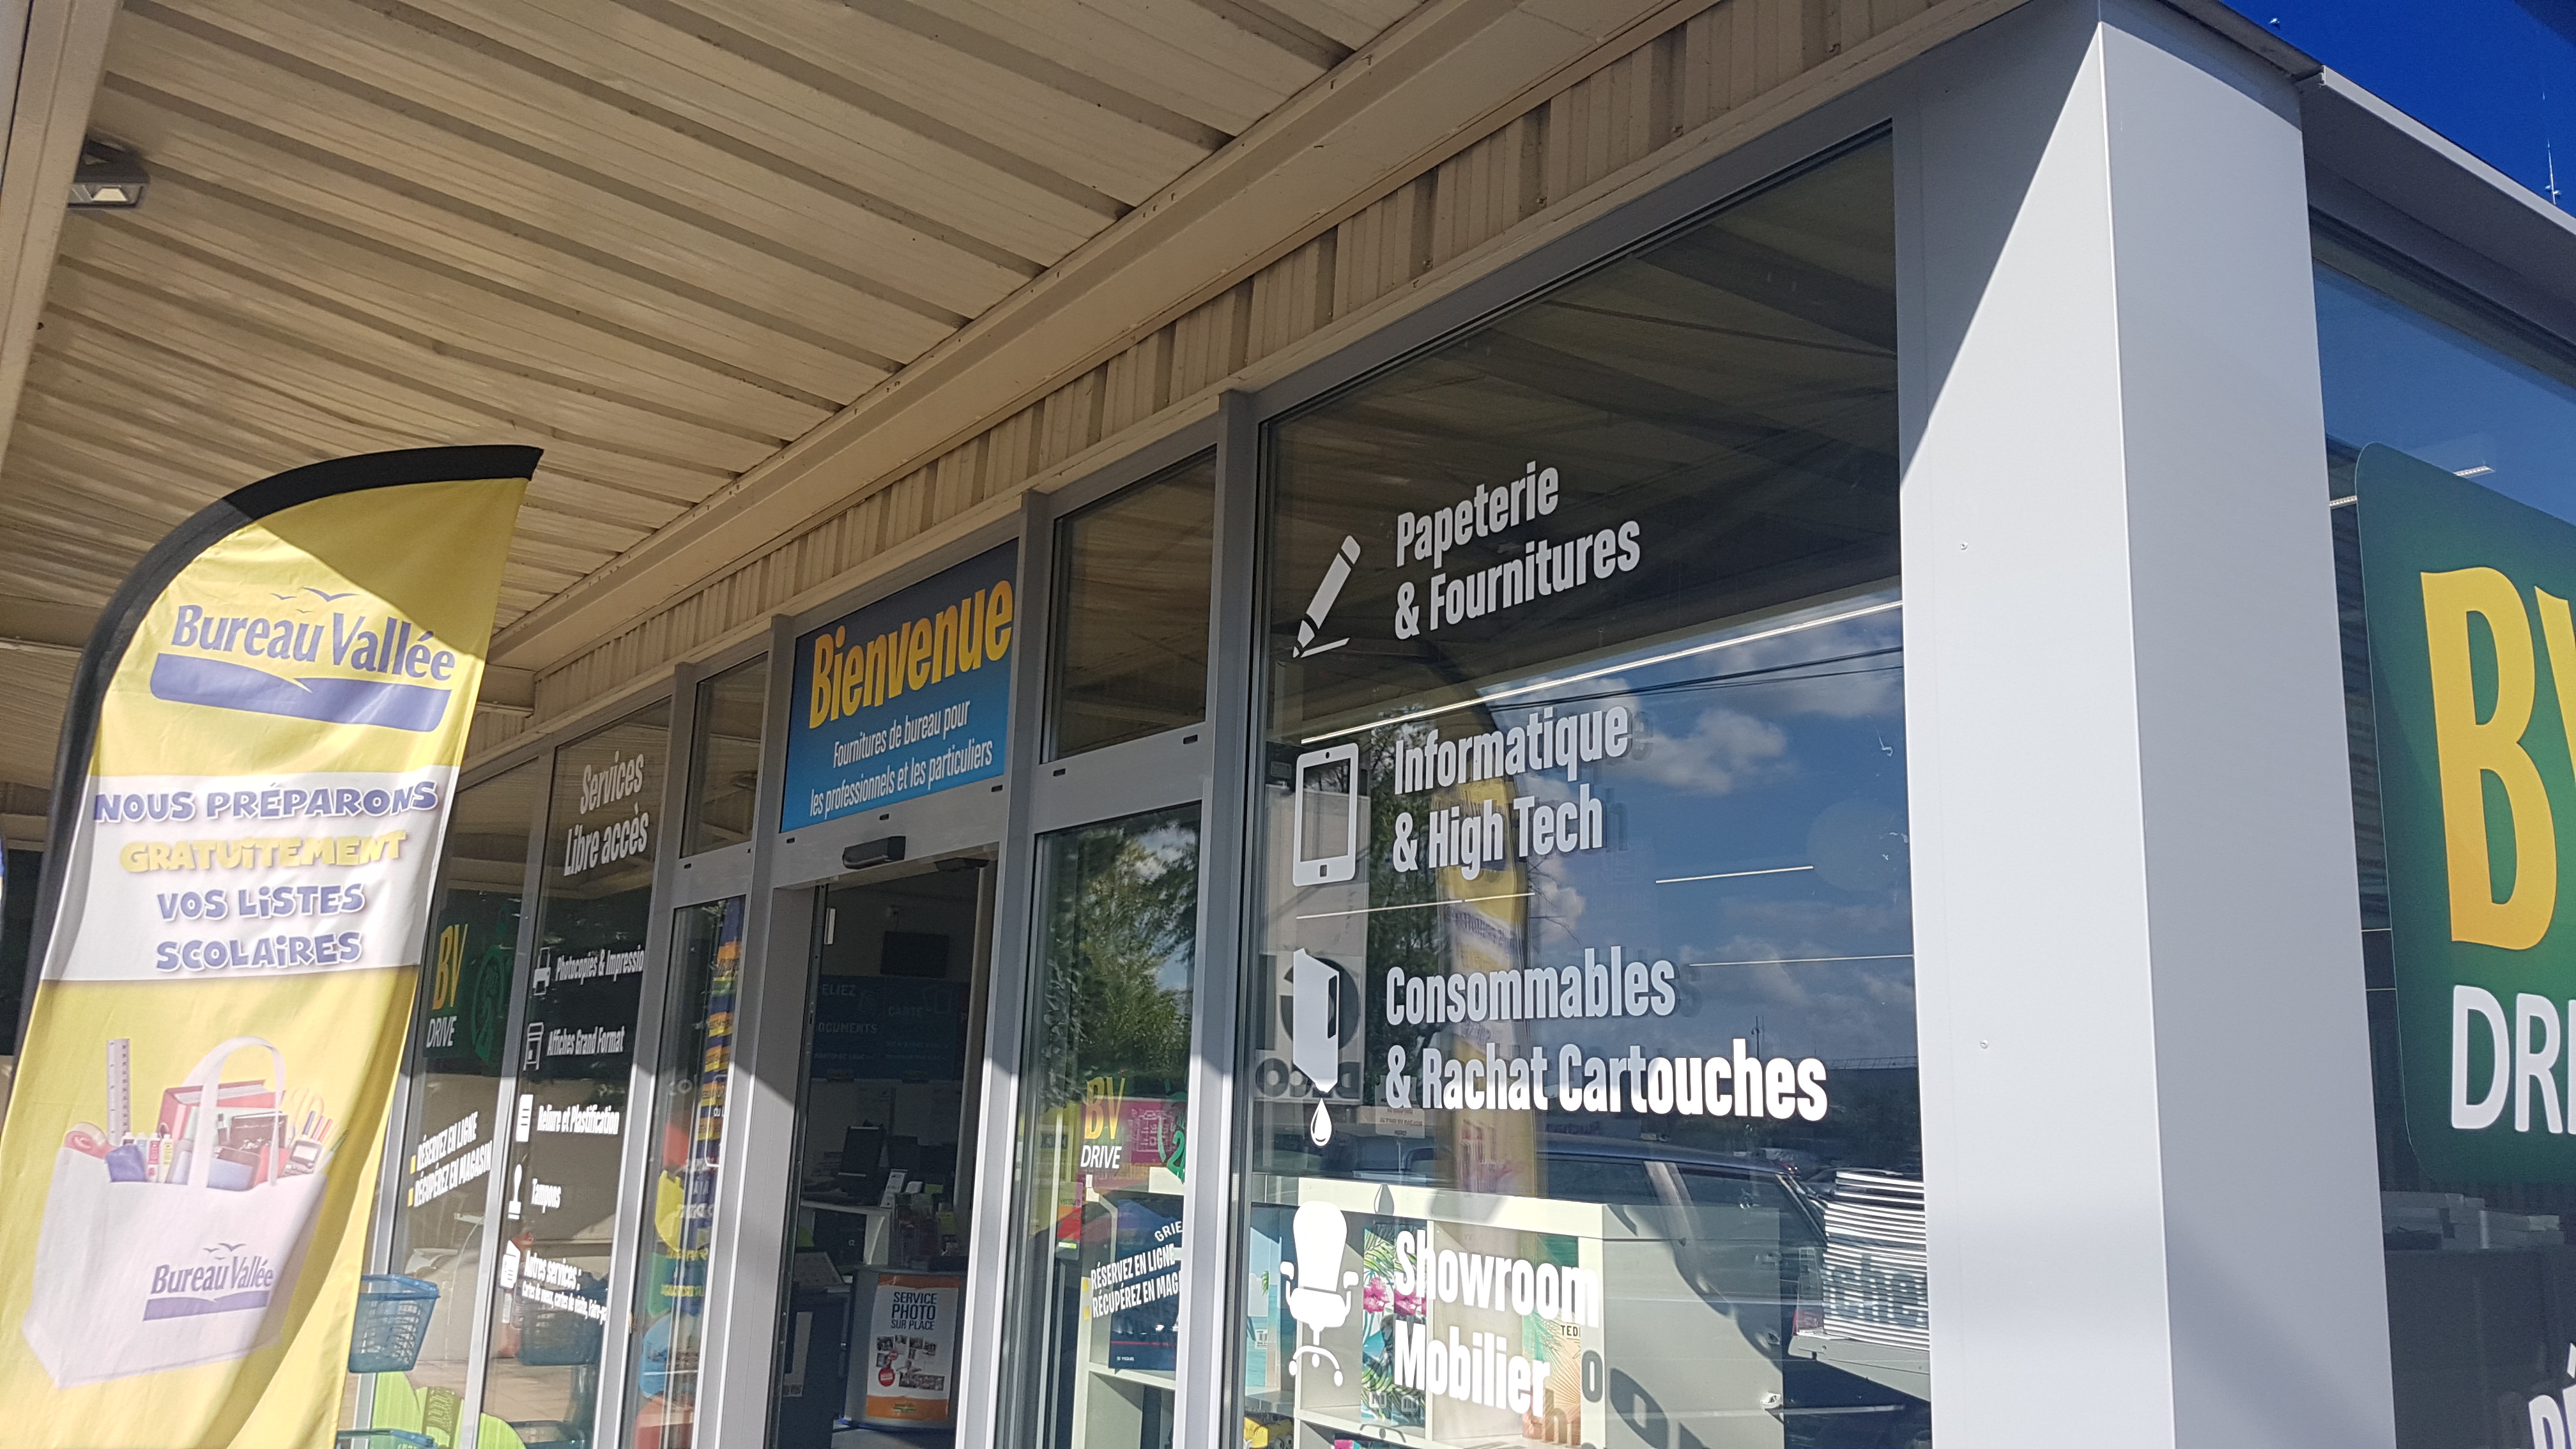 Bureau Vallée
NOUS PRÉPARONS
GRATUITEMENT
VOS LISTES
SCOLAIRES
Bureau Vallée
BV
DRIVE
RÉSERVEZ EN LIGNE
RÉCUPÉREZ EN MAGASIN
Services
Libre accès
Photocopies & Impressio
Affiches Grand Format
Reliure et Plastification
Tampons
Autres services :
Bienvenue
Fournitures de bureau pour
les professionnels et les particuliers
SERVICE
PHOTO
SUR PLACE
BV
DRIVE
RÉSERVEZ EN LIGNE
RÉCUPÉREZ EN MAG
Papeterie
& Fournitures
Informatique
& High Tech
Consommables
& Rachat Cartouches
Showroom
Mobilier
BV
DRI